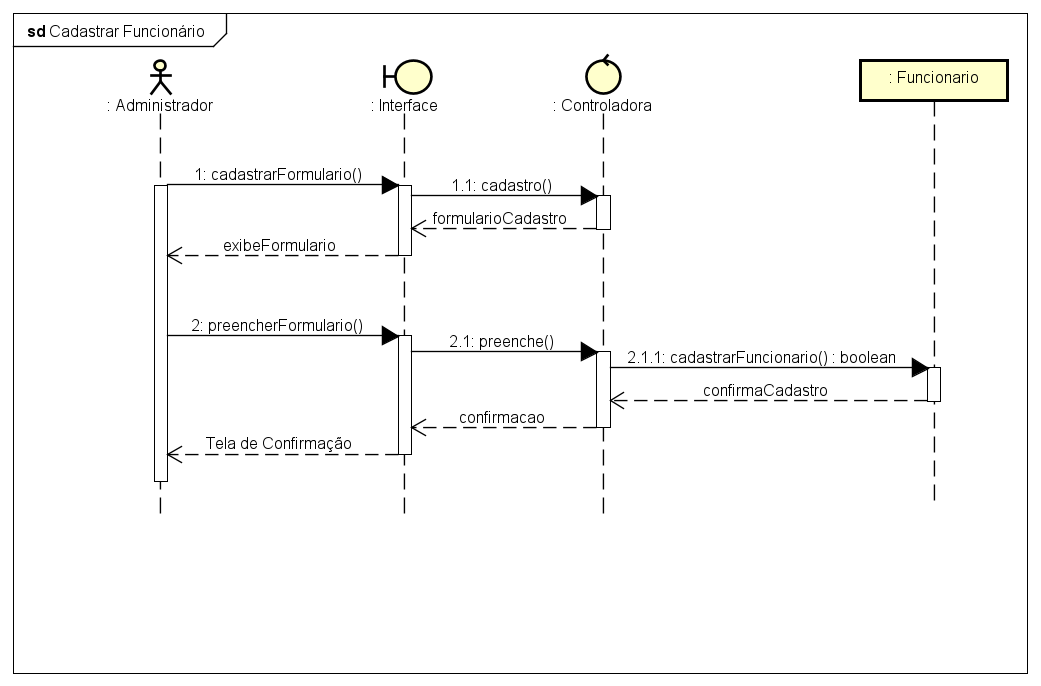 sd Cadastrar Funcionário
: Administrador
: Interface
: Controladora
: Funcionario
1: cadastrarFormulario()
1.1: cadastro()
formularioCadastro
exibeFormulario
2: preencherFormulario()
2.1: preenche()
2.1.1: cadastrarFuncionario() : boolean
confirmaCadastro
confirmacao
Tela de Confirmação